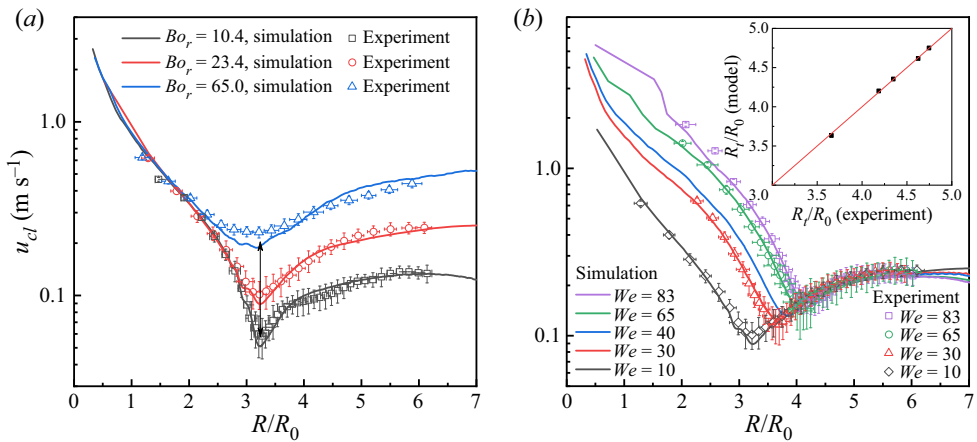 (a)
Bo_r = 10.4, simulation
Experiment
Bo_r = 23.4, simulation
Experiment
Bo_r = 65.0, simulation
Experiment
1.0
0.1
u_cl (m s⁻¹)
0 1 2 3 4 5 6 7
R/R₀
(b)
1.0
0.1
5.0
4.5
4.0
3.5
3.0
R_t/R₀ (model)
3.0 3.5 4.0 4.5 5.0
R_t/R₀ (experiment)
Simulation
We = 83
We = 65
We = 40
We = 30
We = 10
Experiment
We = 83
We = 65
We = 30
We = 10
0 1 2 3 4 5 6 7
R/R₀